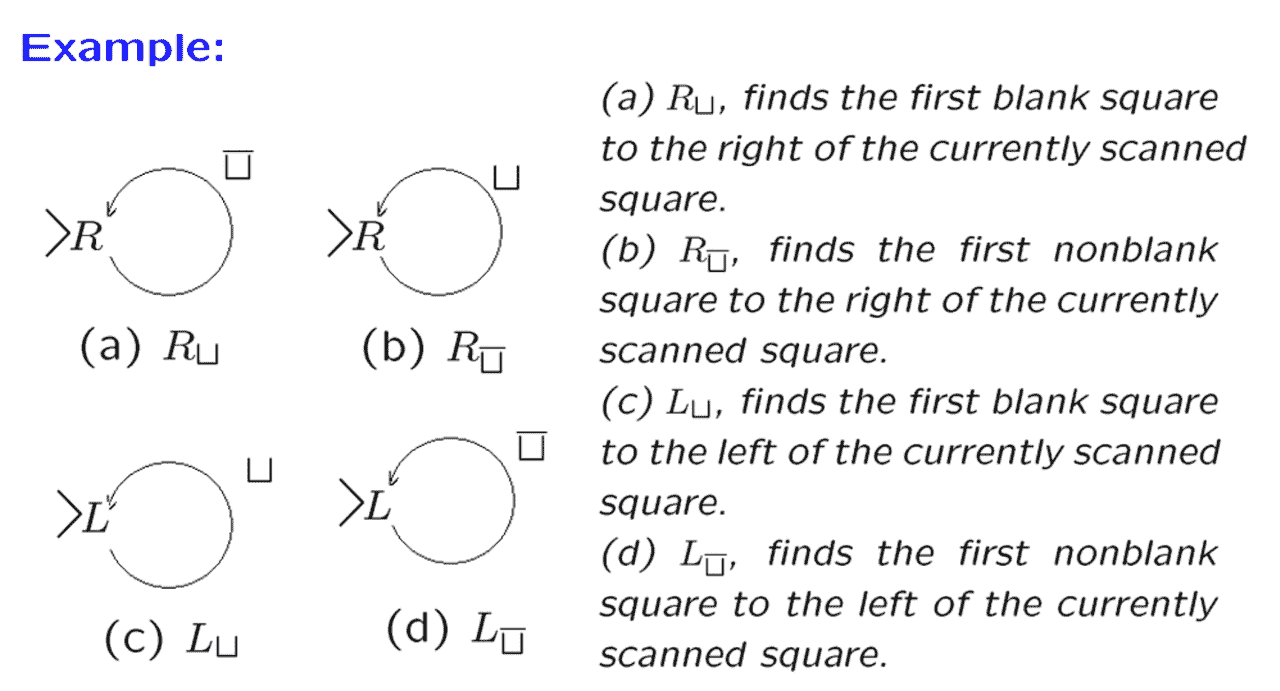 Example:
⊔̅
⊔
>R
>R
(a) R⊔
(b) R⊔̅
⊔
⊔̅
>L
>L
(c) L⊔
(d) L⊔̅
(a) R⊔, finds the first blank square
to the right of the currently scanned
square.
(b) R⊔̅, finds the first nonblank
square to the right of the currently
scanned square.
(c) L⊔, finds the first blank square
to the left of the currently scanned
square.
(d) L⊔̅, finds the first nonblank
square to the left of the currently
scanned square.